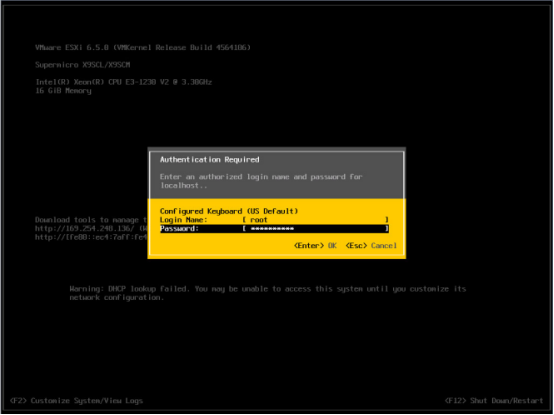 VMware ESXi 6.5.0 (VMKernel Release Build 4564106)
Supermicro X9SCL/X9SCM
Intel(R) Xeon(R) CPU E3-1230 V2 @ 3.30GHz
16 GiB Memory
Authentication Required
Enter an authorized login name and password for
localhost..
Configured Keyboard (US Default)
Login Name: [ root ]
Password: [ ********** ]
<Enter> OK <Esc> Cancel
Download tools to manage
http://169.254.248.136/
http://[fe80::ec4:7aff:fe4
Warning: DHCP lookup failed. You may be unable to access this system until you customize its
network configuration.
<F2> Customize System/View Logs
<F12> Shut Down/Restart